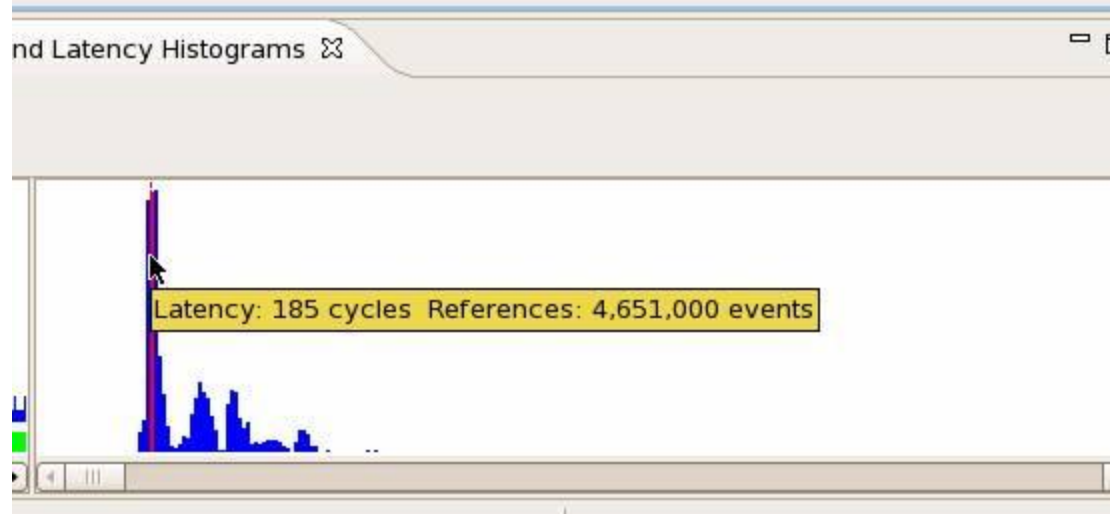 nd Latency Histograms
Latency: 185 cycles References: 4,651,000 events